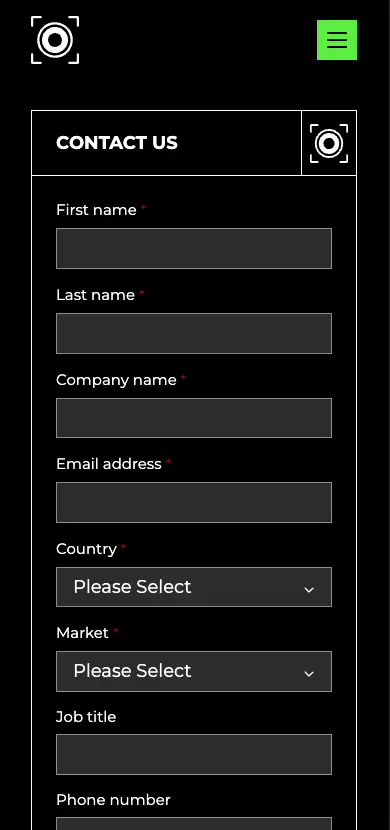 CONTACT US
First name *
Last name *
Company name *
Email address *
Country *
Please Select
Market *
Please Select
Job title
Phone number